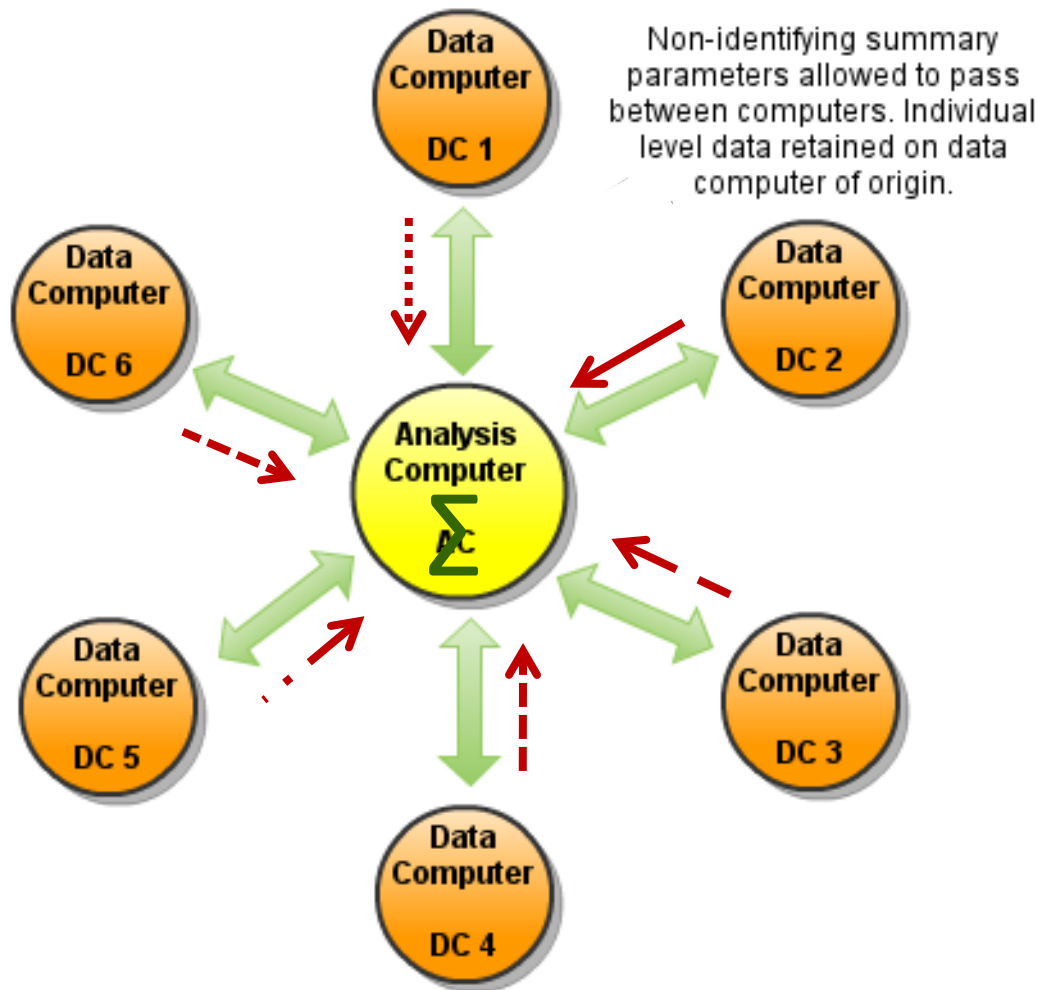 Data
Computer
DC 1
Non-identifying summary
parameters allowed to pass
between computers. Individual
level data retained on data
computer of origin.
Data
Computer
DC 6
Data
Computer
DC 2
Analysis
Computer
AC
Σ
Data
Computer
DC 5
Data
Computer
DC 3
Data
Computer
DC 4